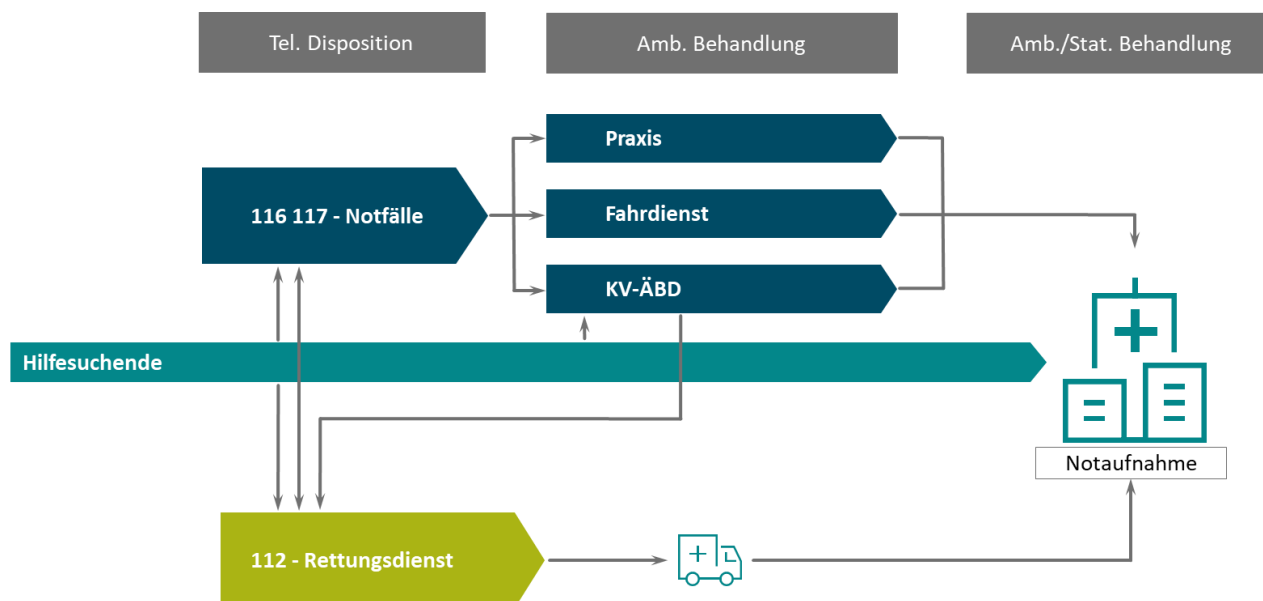 Tel. Disposition
Amb. Behandlung
Amb./Stat. Behandlung
Praxis
116 117 - Notfälle
Fahrdienst
KV-ÄBD
Hilfesuchende
Notaufnahme
112 - Rettungsdienst